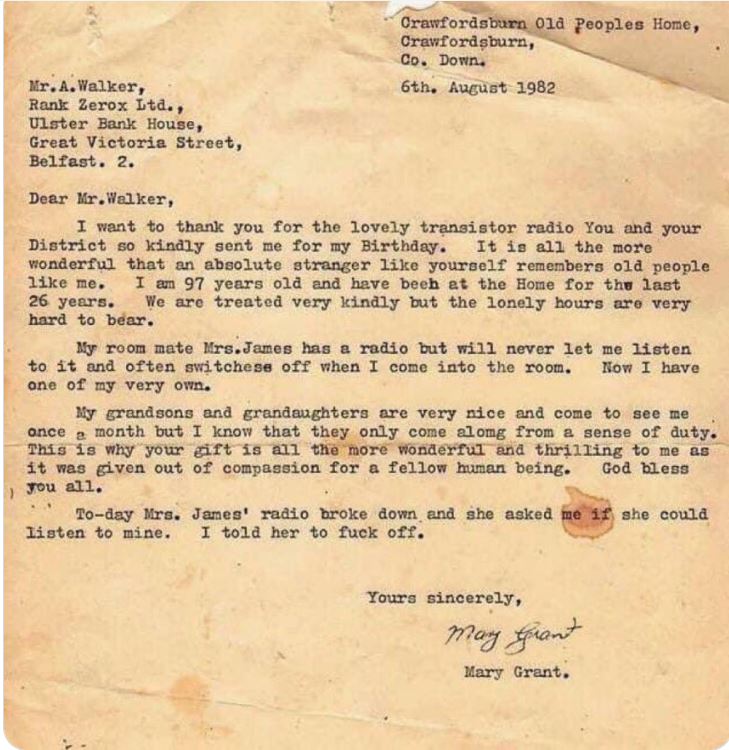 Crawfordsburn Old Peoples Home,
Crawfordsburn,
Co. Down.
6th. August 1982
Mr.A.Walker,
Rank Zerox Ltd.,
Ulster Bank House,
Great Victoria Street,
Belfast. 2.
Dear Mr.Walker,
I want to thank you for the lovely transistor radio You and your
District so kindly sent me for my Birthday. It is all the more
wonderful that an absolute stranger like yourself remembers old people
like me. I am 97 years old and have beeh at the Home for the last
26 years. We are treated very kindly but the lonely hours are very
hard to bear.
My room mate Mrs.James has a radio but will never let me listen
to it and often switchess off when I come into the room. Now I have
one of my very own.
My grandsons and grandaughters are very nice and come to see me
once a month but I know that they only come alomg from a sense of duty.
This is why your gift is all the more wonderful and thrilling to me as
it was given out of compassion for a fellow human being. God bless
you all.
To-day Mrs. James' radio broke down and she asked me if she could
listen to mine. I told her to fuck off.
Yours sincerely,
Mary Grant
Mary Grant.